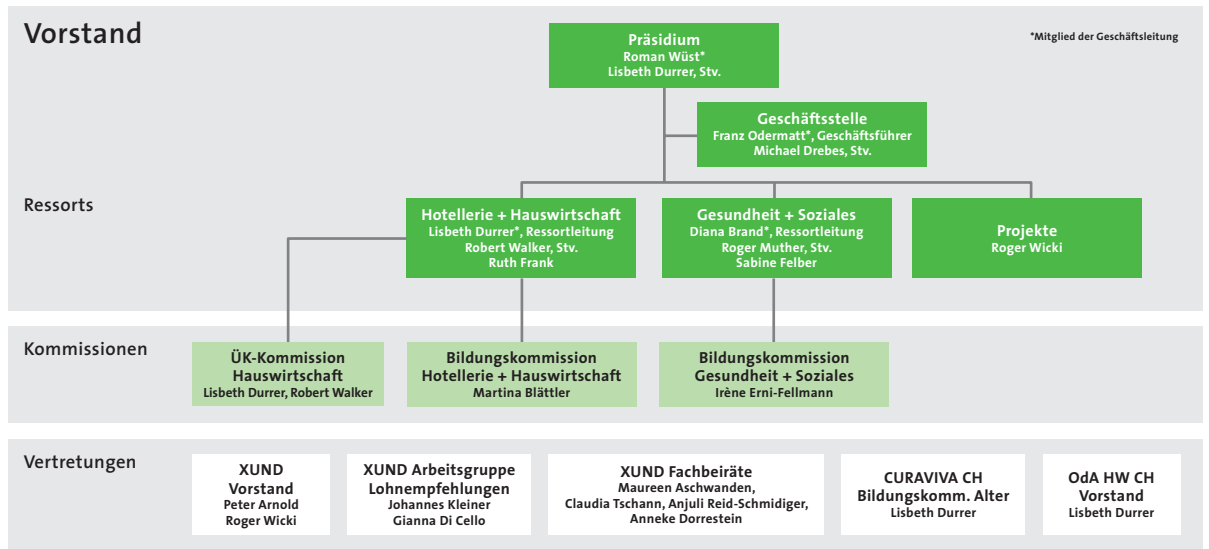 Vorstand
*Mitglied der Geschäftsleitung
Präsidium
Roman Wüst*
Lisbeth Durrer, Stv.
Geschäftsstelle
Franz Odermatt*, Geschäftsführer
Michael Drebes, Stv.
Ressorts
Hotellerie + Hauswirtschaft
Lisbeth Durrer*, Ressortleitung
Robert Walker, Stv.
Ruth Frank
Gesundheit + Soziales
Diana Brand*, Ressortleitung
Roger Muther, Stv.
Sabine Felber
Projekte
Roger Wicki
Kommissionen
ÜK-Kommission
Hauswirtschaft
Lisbeth Durrer, Robert Walker
Bildungskommission
Hotellerie + Hauswirtschaft
Martina Blättler
Bildungskommission
Gesundheit + Soziales
Irène Erni-Fellmann
Vertretungen
XUND
Vorstand
Peter Arnold
Roger Wicki
XUND Arbeitsgruppe
Lohnempfehlungen
Johannes Kleiner
Gianna Di Cello
XUND Fachbeiräte
Maureen Aschwanden,
Claudia Tschann, Anjuli Reid-Schmidiger,
Anneke Dorrestein
CURAVIVA CH
Bildungskomm. Alter
Lisbeth Durrer
OdA HW CH
Vorstand
Lisbeth Durrer